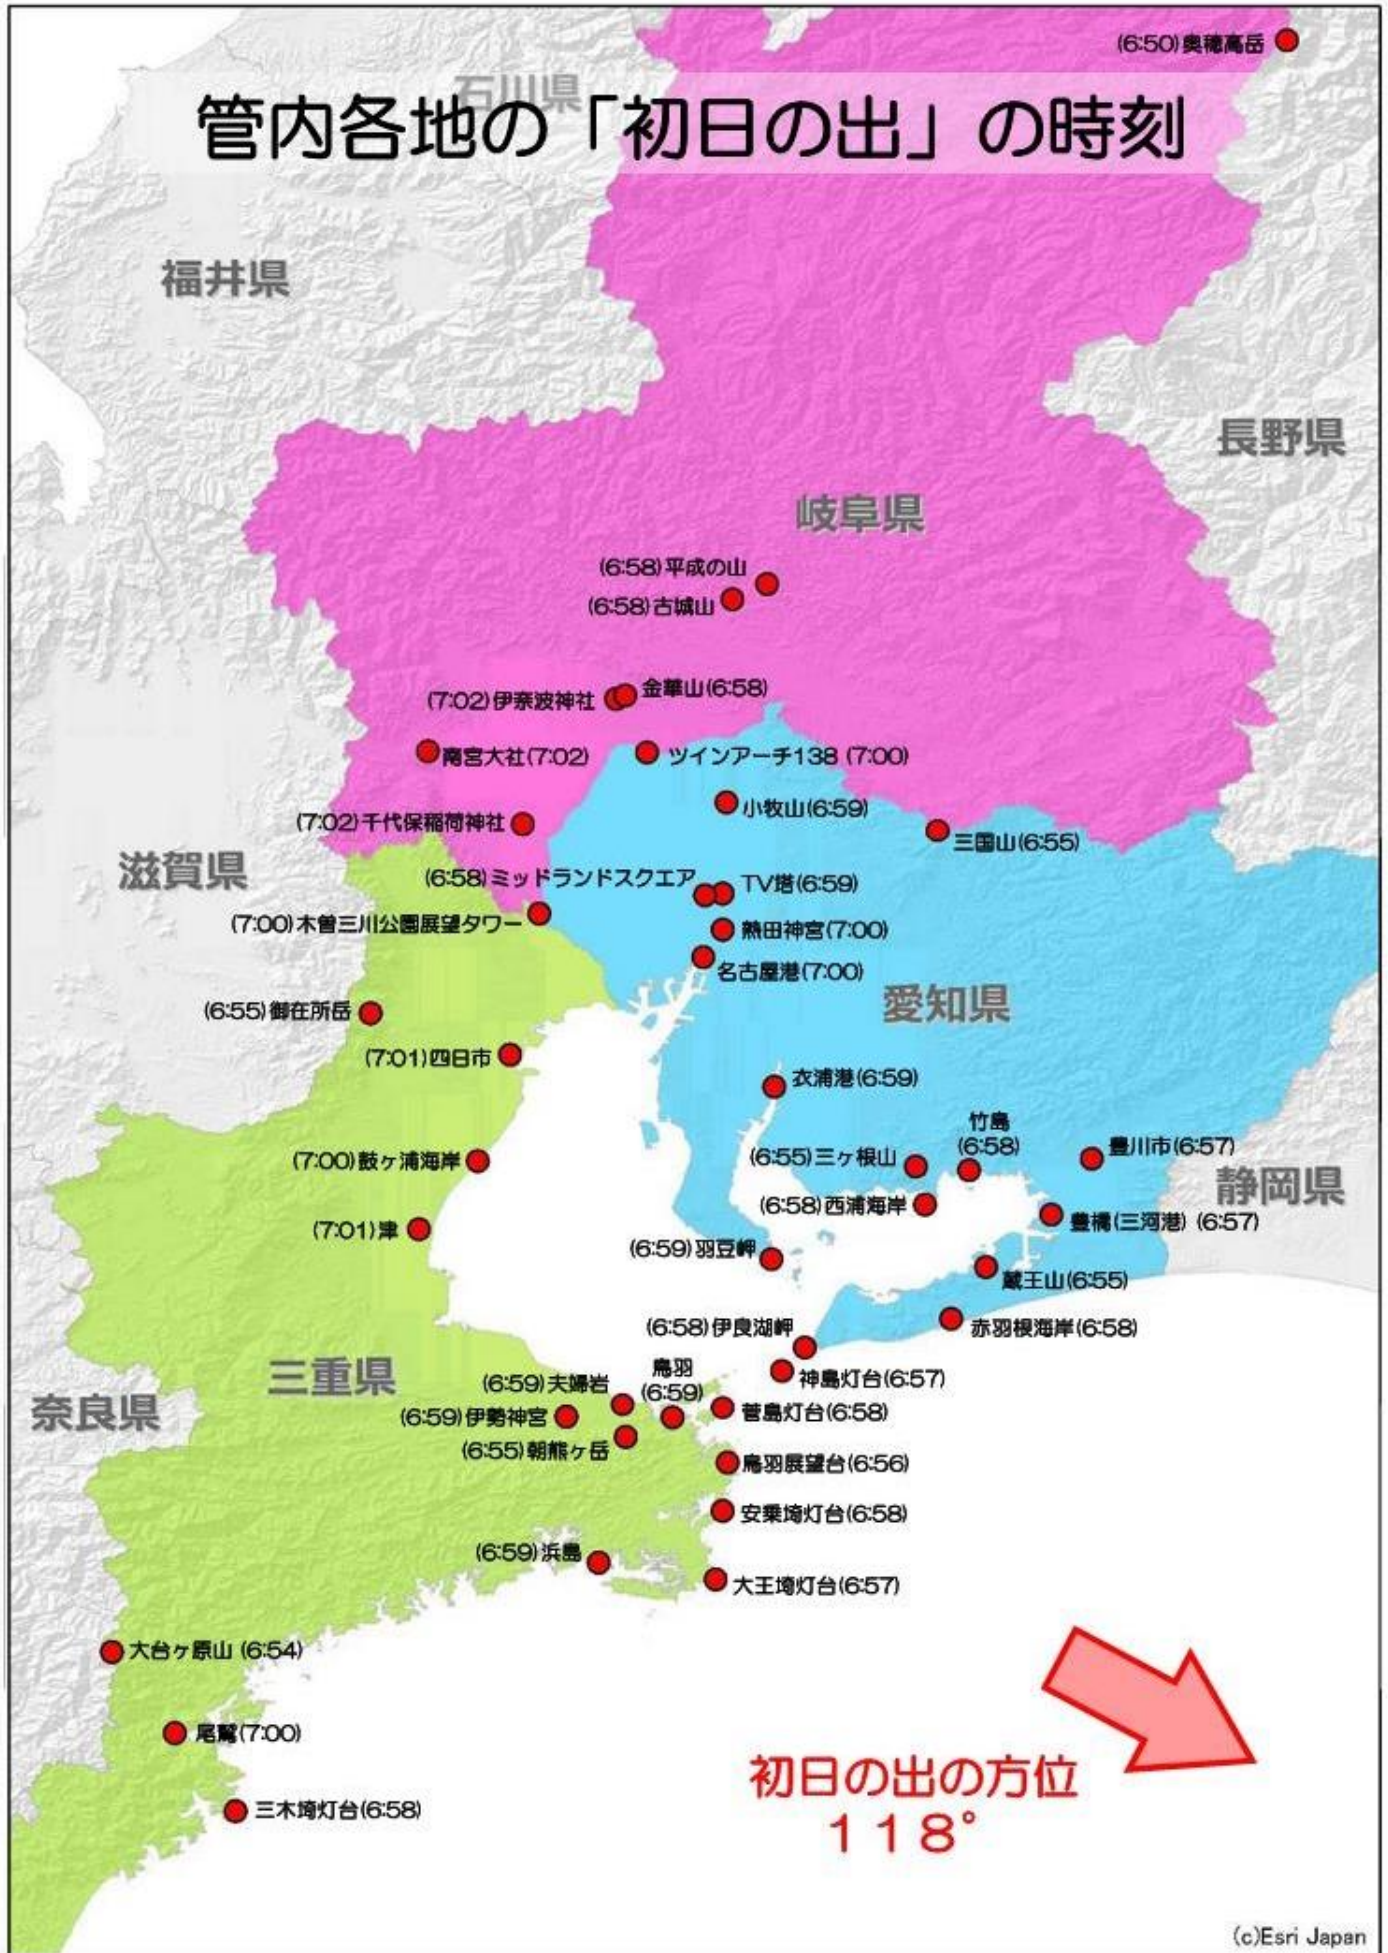 (6:50)奥穂高岳
石川県
管内各地の「初日の出」の時刻
福井県
長野県
岐阜県
(6:58)平成の山
(6:58)古城山
金華山(6:58)
(7:02)伊奈波神社
南宮大社(7:02)
ツインアーチ138 (7:00)
小牧山(6:59)
(7:02)千代保稲荷神社
三国山(6:55)
滋賀県
(6:58)ミッドランドスクエア
TV塔(6:59)
(7:00)木曽三川公園展望タワー
熱田神宮(7:00)
名古屋港(7:00)
愛知県
(6:55)御在所岳
(7:01)四日市
衣浦港(6:59)
竹島
(6:58)
豊川市(6:57)
(6:55)三ヶ根山
(7:00)鼓ヶ浦海岸
静岡県
(6:58)西浦海岸
豊橋(三河港) (6:57)
(7:01)津
(6:59)羽豆岬
蔵王山(6:55)
(6:58)伊良湖岬
赤羽根海岸(6:58)
三重県
鳥羽
(6:59)
神島灯台(6:57)
(6:59)夫婦岩
奈良県
(6:59)伊勢神宮
菅島灯台(6:58)
(6:55)朝熊ヶ岳
鳥羽展望台(6:56)
安乗埼灯台(6:58)
(6:59)浜島
大王埼灯台(6:57)
大台ヶ原山 (6:54)
尾鷲(7:00)
三木埼灯台(6:58)
初日の出の方位
118°
(c)Esri Japan